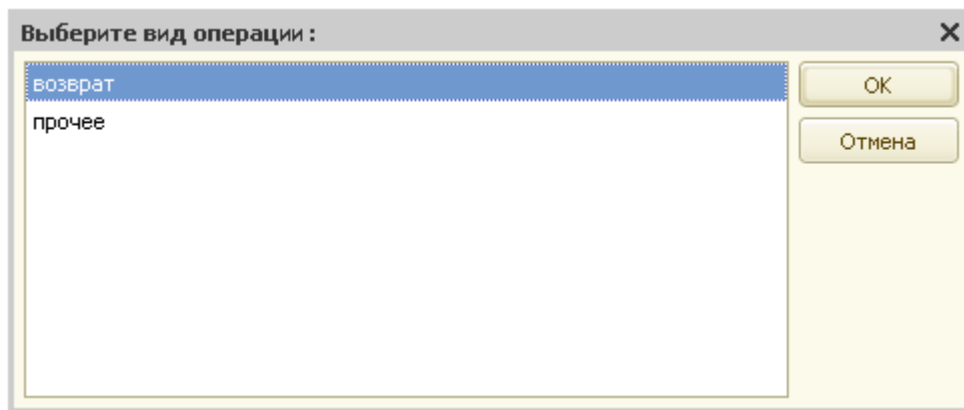 Выберите вид операции :
возврат
OK
прочее
Отмена